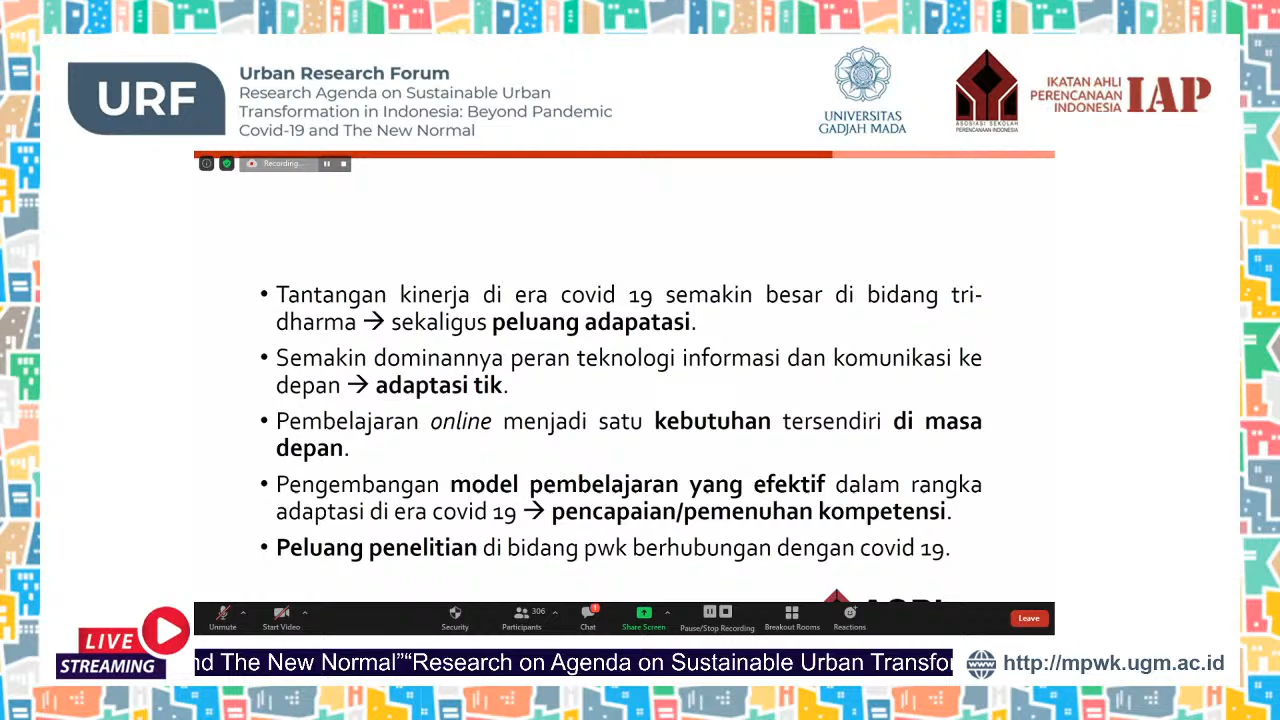 URF
Urban Research Forum
Research Agenda on Sustainable Urban
Transformation in Indonesia: Beyond Pandemic
Covid-19 and The New Normal
UNIVERSITAS
GADJAH MADA
ASOSIASI SEKOLAH
PERENCANAAN INDONESIA
IKATAN AHLI
PERENCANAAN
INDONESIA
IAP
Recording...
• Tantangan kinerja di era covid 19 semakin besar di bidang tri-
dharma → sekaligus peluang adapatasi.
• Semakin dominannya peran teknologi informasi dan komunikasi ke
depan → adaptasi tik.
• Pembelajaran online menjadi satu kebutuhan tersendiri di masa
depan.
• Pengembangan model pembelajaran yang efektif dalam rangka
adaptasi di era covid 19 → pencapaian/pemenuhan kompetensi.
• Peluang penelitian di bidang pwk berhubungan dengan covid 19.
Unmute
Start Video
Security
306
Participants
1
Chat
Share Screen
Pause/Stop Recording
Breakout Rooms
Reactions
Leave
LIVE
STREAMING
nd The New Normal”“Research on Agenda on Sustainable Urban Transfor
http://mpwk.ugm.ac.id